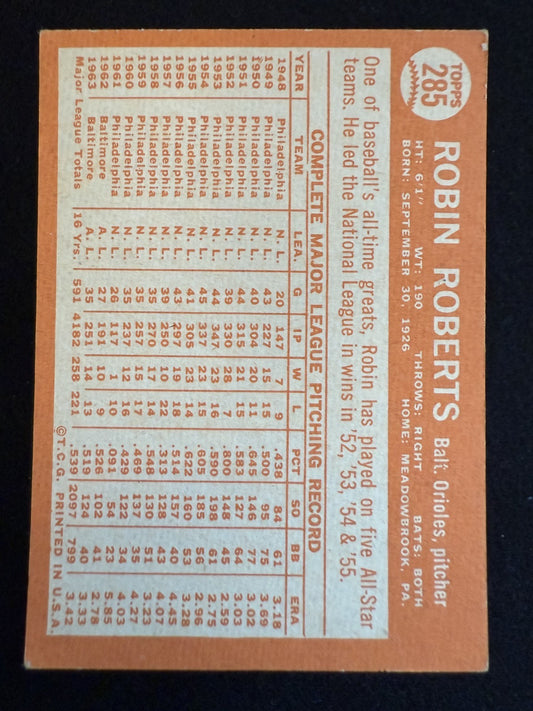 TOPPS
285
ROBIN ROBERTS Balt. Orioles, pitcher
HT: 6'1" WT: 190 THROWS: RIGHT BATS: BOTH
BORN: SEPTEMBER 30, 1926 HOME: MEADOWBROOK, PA.
One of baseball's all-time greats, Robin has played on five All-Star
teams. He led the National League in wins in '52, '53, '54 & '55.
COMPLETE MAJOR LEAGUE PITCHING RECORD
YEAR TEAM LEA. G IP W L PCT SO BB ERA
1948 Philadelphia N. L. 20 147 7 9 .438 84 61 3.18
1949 Philadelphia N. L. 43 227 15 15 .500 95 75 3.69
1950 Philadelphia N. L. 40 304 20 11 .645 146 77 3.02
1951 Philadelphia N. L. 44 315 21 15 .583 127 64 3.03
1952 Philadelphia N. L. 39 330 28 7 .800 148 45 2.59
1953 Philadelphia N. L. 44 347 23 16 .590 198 61 2.75
1954 Philadelphia N. L. 45 337 23 15 .605 185 56 2.96
1955 Philadelphia N. L. 41 305 23 14 .622 160 53 3.28
1956 Philadelphia N. L. 43 297 19 18 .514 157 40 4.45
1957 Philadelphia N. L. 39 250 10 22 .313 128 43 4.07
1958 Philadelphia N. L. 35 270 17 14 .548 130 51 3.23
1959 Philadelphia N. L. 35 257 15 17 .469 137 35 4.27
1960 Philadelphia N. L. 35 237 12 16 .429 122 34 4.03
1961 Philadelphia N. L. 26 117 1 10 .091 54 23 5.85
1962 Baltimore A. L. 27 191 10 9 .526 102 41 2.78
1963 Baltimore A. L. 35 251 14 13 .519 124 40 3.33
Major League Totals 16 Yrs. 591 4182 258 221 .539 2097 799 3.32
©T.C.G. PRINTED IN U.S.A.